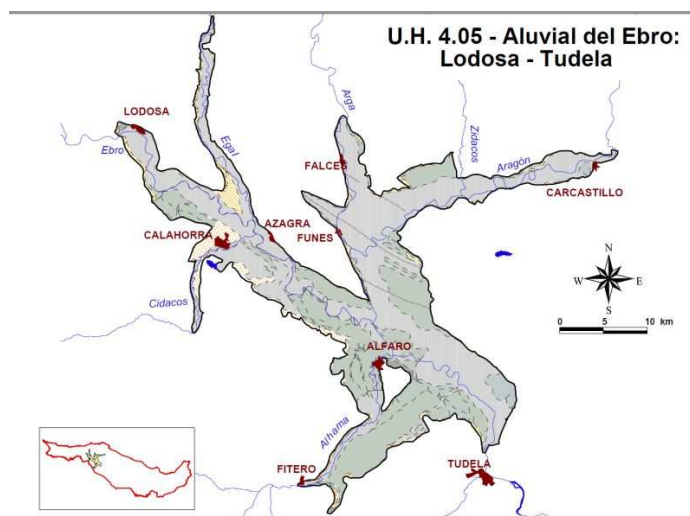 U.H. 4.05 - Aluvial del Ebro:
Lodosa - Tudela
LODOSA
Ebro
Egal
Arga
Zidacos
Aragón
FALCES
CARCASTILLO
CALAHORRA
AZAGRA
FUNES
Cidacos
N
W
E
S
0 5 10 km
ALFARO
Alhama
FITERO
TUDELA